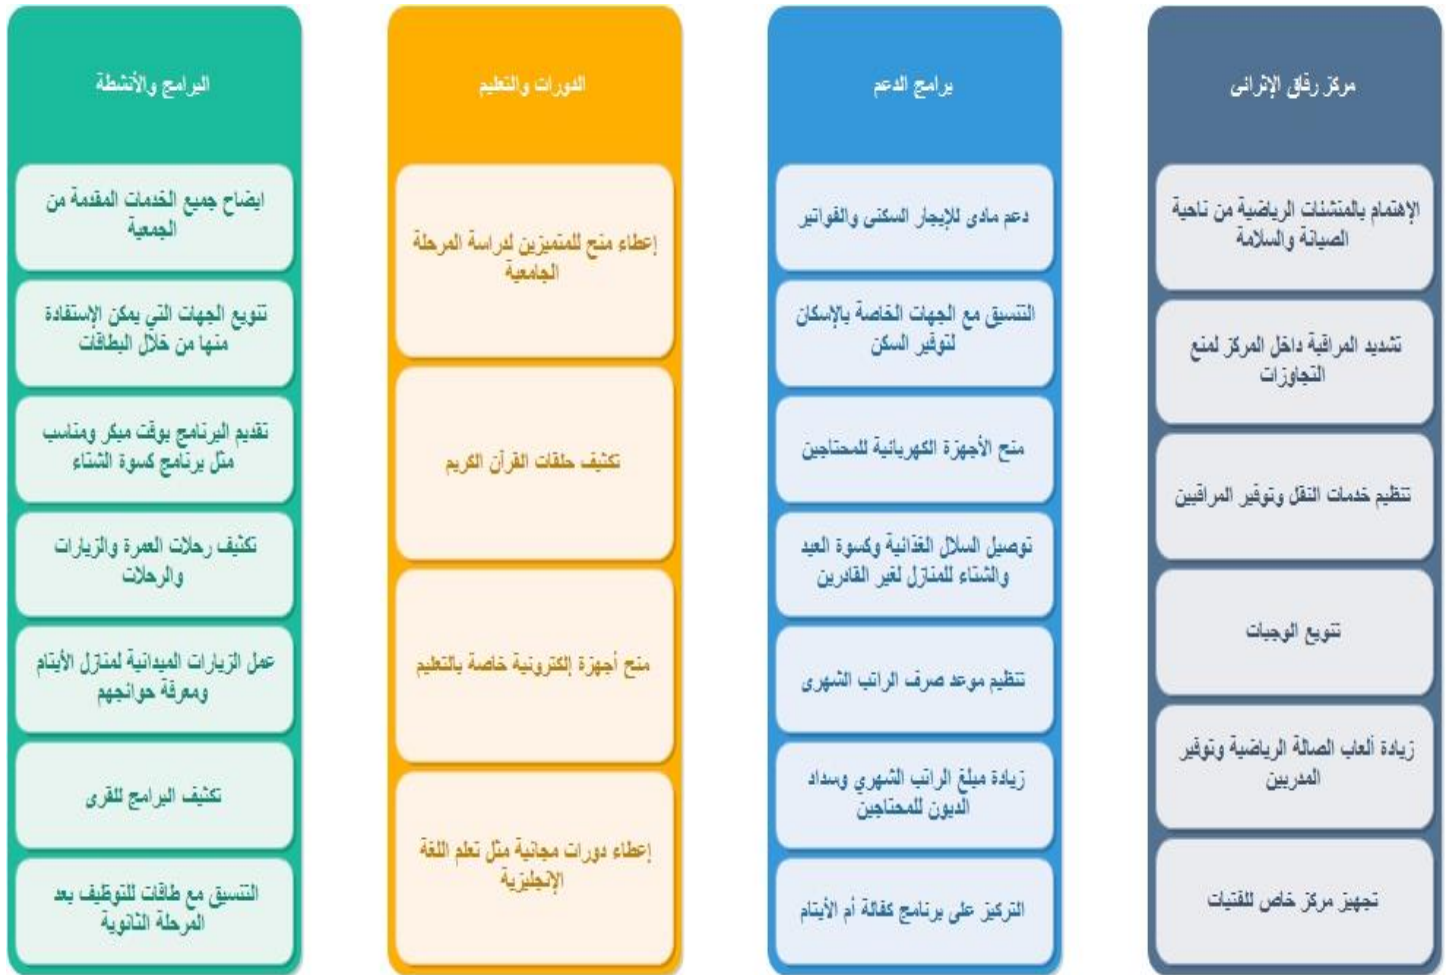 مركز رفاق الإثرائى
الإهتمام بالمنشئات الرياضية من ناحية
الصيانة والسلامة
تشديد المراقبة داخل المركز لمنع
التجاوزات
تنظيم خدمات النقل وتوفير المراقبين
تنويع الوجبات
زيادة ألعاب الصالة الرياضية وتوفير
المدربين
تجهيز مركز خاص للفتيات
برامج الدعم
دعم مادى للإيجار السكنى والفواتير
التنسيق مع الجهات الخاصة بالإسكان
لتوفير السكن
منح الأجهزة الكهربائية للمحتاجين
توصيل السلال الغذائية وكسوة العيد
والشتاء للمنازل لغير القادرين
تنظيم موعد صرف الراتب الشهرى
زيادة مبلغ الراتب الشهري وسداد
الديون للمحتاجين
التركيز على برنامج كفالة أم الأيتام
الدورات والتعليم
إعطاء منح للمتميزين لدراسة المرحلة
الجامعية
تكثيف حلقات القرآن الكريم
منح أجهزة إلكترونية خاصة بالتعليم
إعطاء دورات مجانية مثل تعلم اللغة
الإنجليزية
البرامج والأنشطة
ايضاح جميع الخدمات المقدمة من
الجمعية
تنويع الجهات التي يمكن الإستفادة
منها من خلال البطاقات
تقديم البرنامج بوقت مبكر ومناسب
مثل برنامج كسوة الشتاء
تكثيف رحلات العمرة والزيارات
والرحلات
عمل الزيارات الميدانية لمنازل الأيتام
ومعرفة حوائجهم
تكثيف البرامج للقرى
التنسيق مع طاقات للتوظيف بعد
المرحلة الثانوية